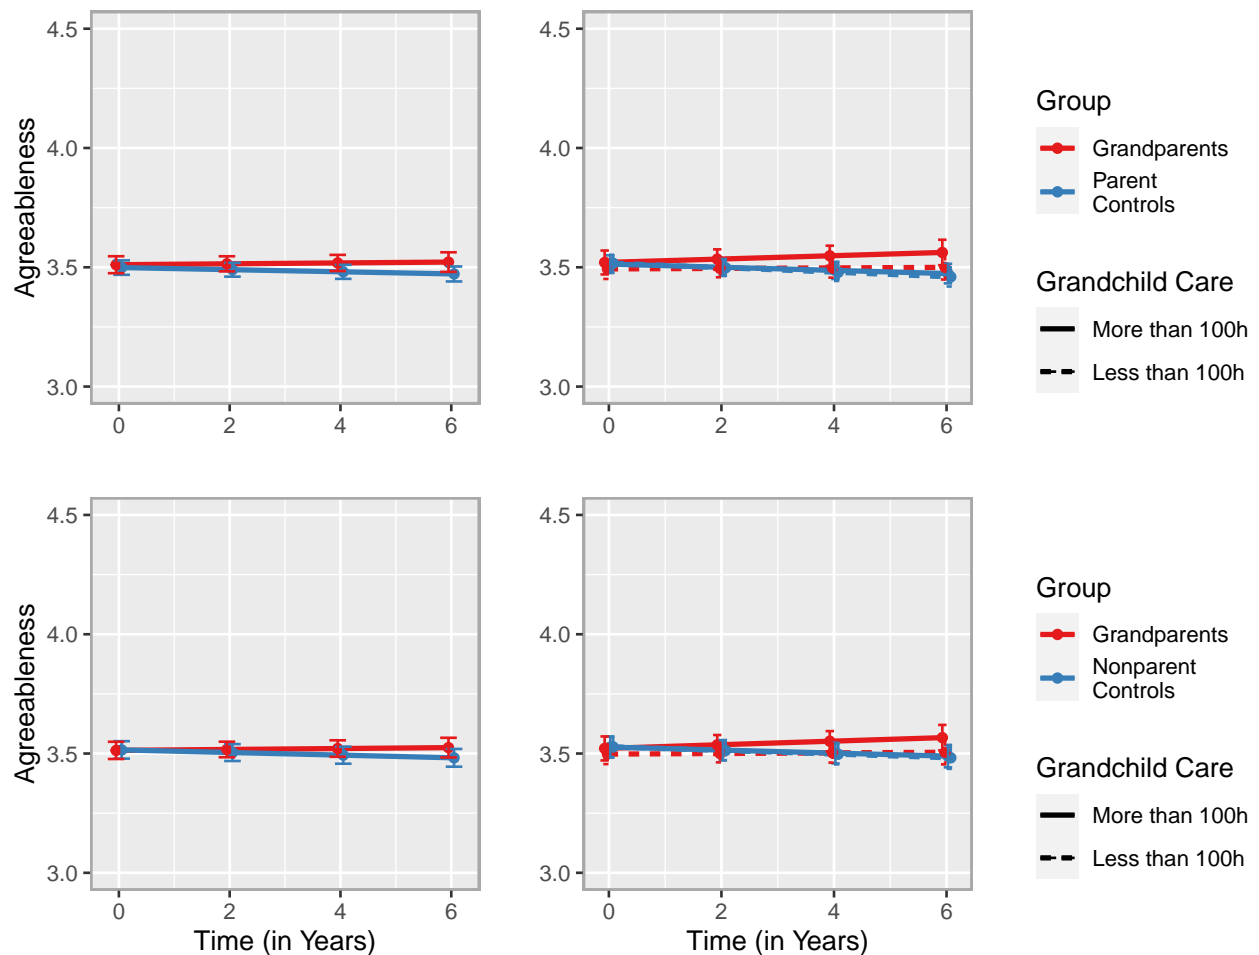 4.5
4.0
3.5
3.0
Agreeableness
0 2 4 6
4.5
4.0
3.5
3.0
0 2 4 6
Group
Grandparents
Parent
Controls
Grandchild Care
More than 100h
Less than 100h
4.5
4.0
3.5
3.0
Agreeableness
0 2 4 6
Time (in Years)
4.5
4.0
3.5
3.0
0 2 4 6
Time (in Years)
Group
Grandparents
Nonparent
Controls
Grandchild Care
More than 100h
Less than 100h